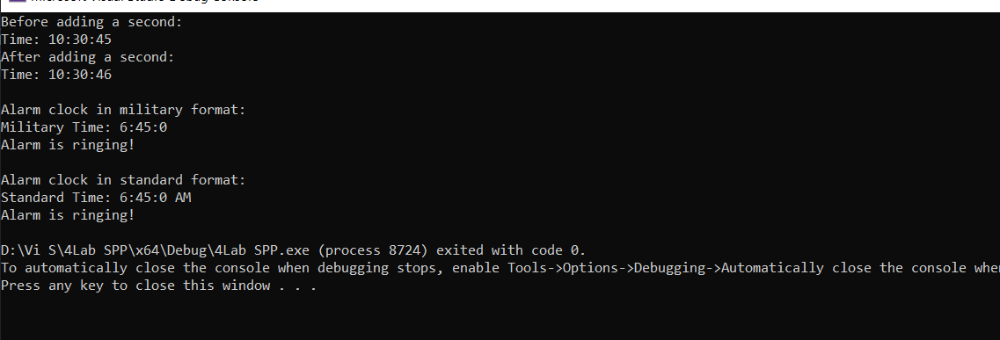 Before adding a second:
Time: 10:30:45
After adding a second:
Time: 10:30:46
Alarm clock in military format:
Military Time: 6:45:0
Alarm is ringing!
Alarm clock in standard format:
Standard Time: 6:45:0 AM
Alarm is ringing!
D:\Vi S\4Lab SPP\x64\Debug\4Lab SPP.exe (process 8724) exited with code 0.
To automatically close the console when debugging stops, enable Tools->Options->Debugging->Automatically close the console
Press any key to close this window . . .